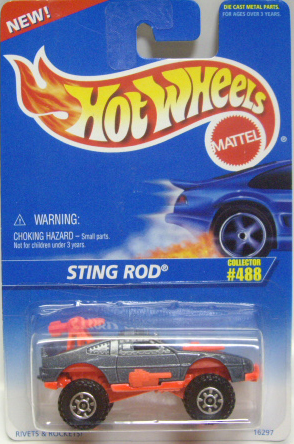 NEW!
DIE CAST METAL PARTS.
FOR AGES OVER 3 YEARS.
Hot Wheels
MATTEL
WARNING:
CHOKING HAZARD – Small parts.
Not for children under 3 years.
STING ROD®
COLLECTOR
#488
RIVETS & ROCKETS!
16297